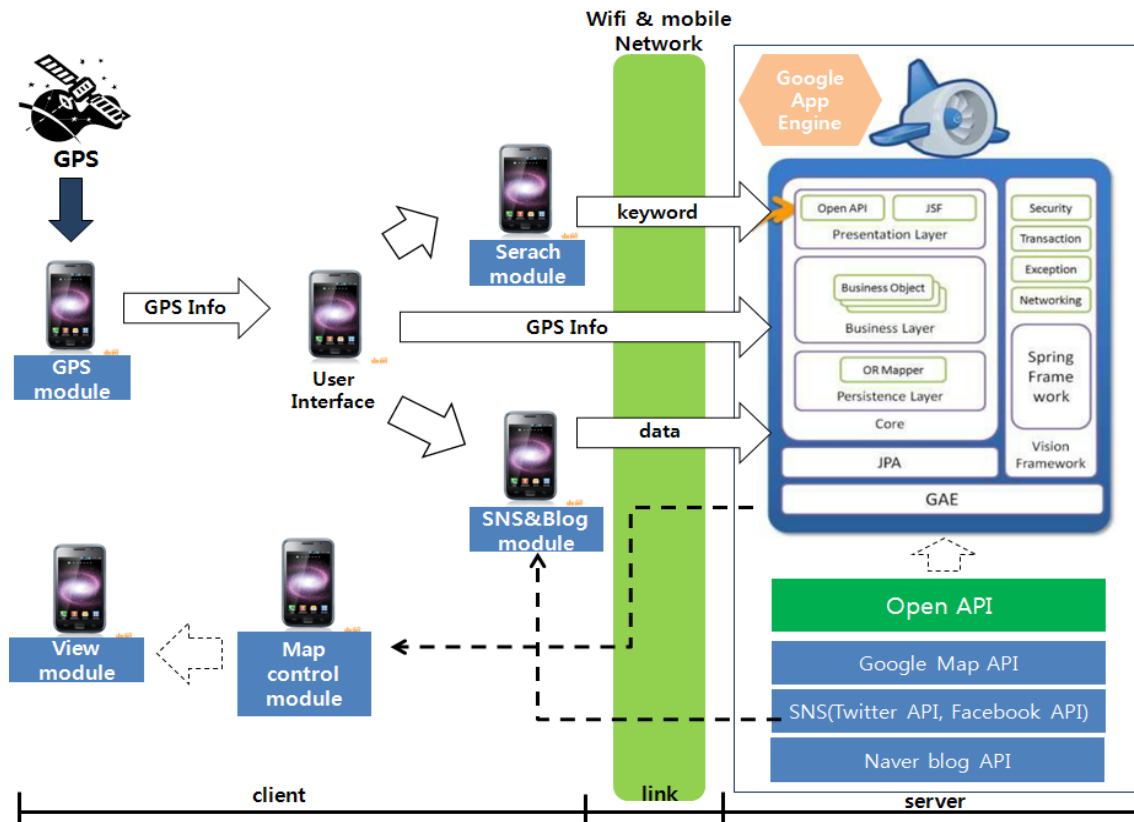 Wifi & mobile
Network
Google
App
Engine
GPS
keyword
Serach
module
Open API
JSF
Presentation Layer
Security
Transaction
Exception
Networking
GPS Info
GPS Info
Business Object
Business Layer
GPS
module
User
Interface
OR Mapper
Persistence Layer
Core
Spring
Frame
work
Vision
Framework
data
JPA
GAE
SNS&Blog
module
View
module
Map
control
module
Open API
Google Map API
SNS(Twitter API, Facebook API)
Naver blog API
client
link
server